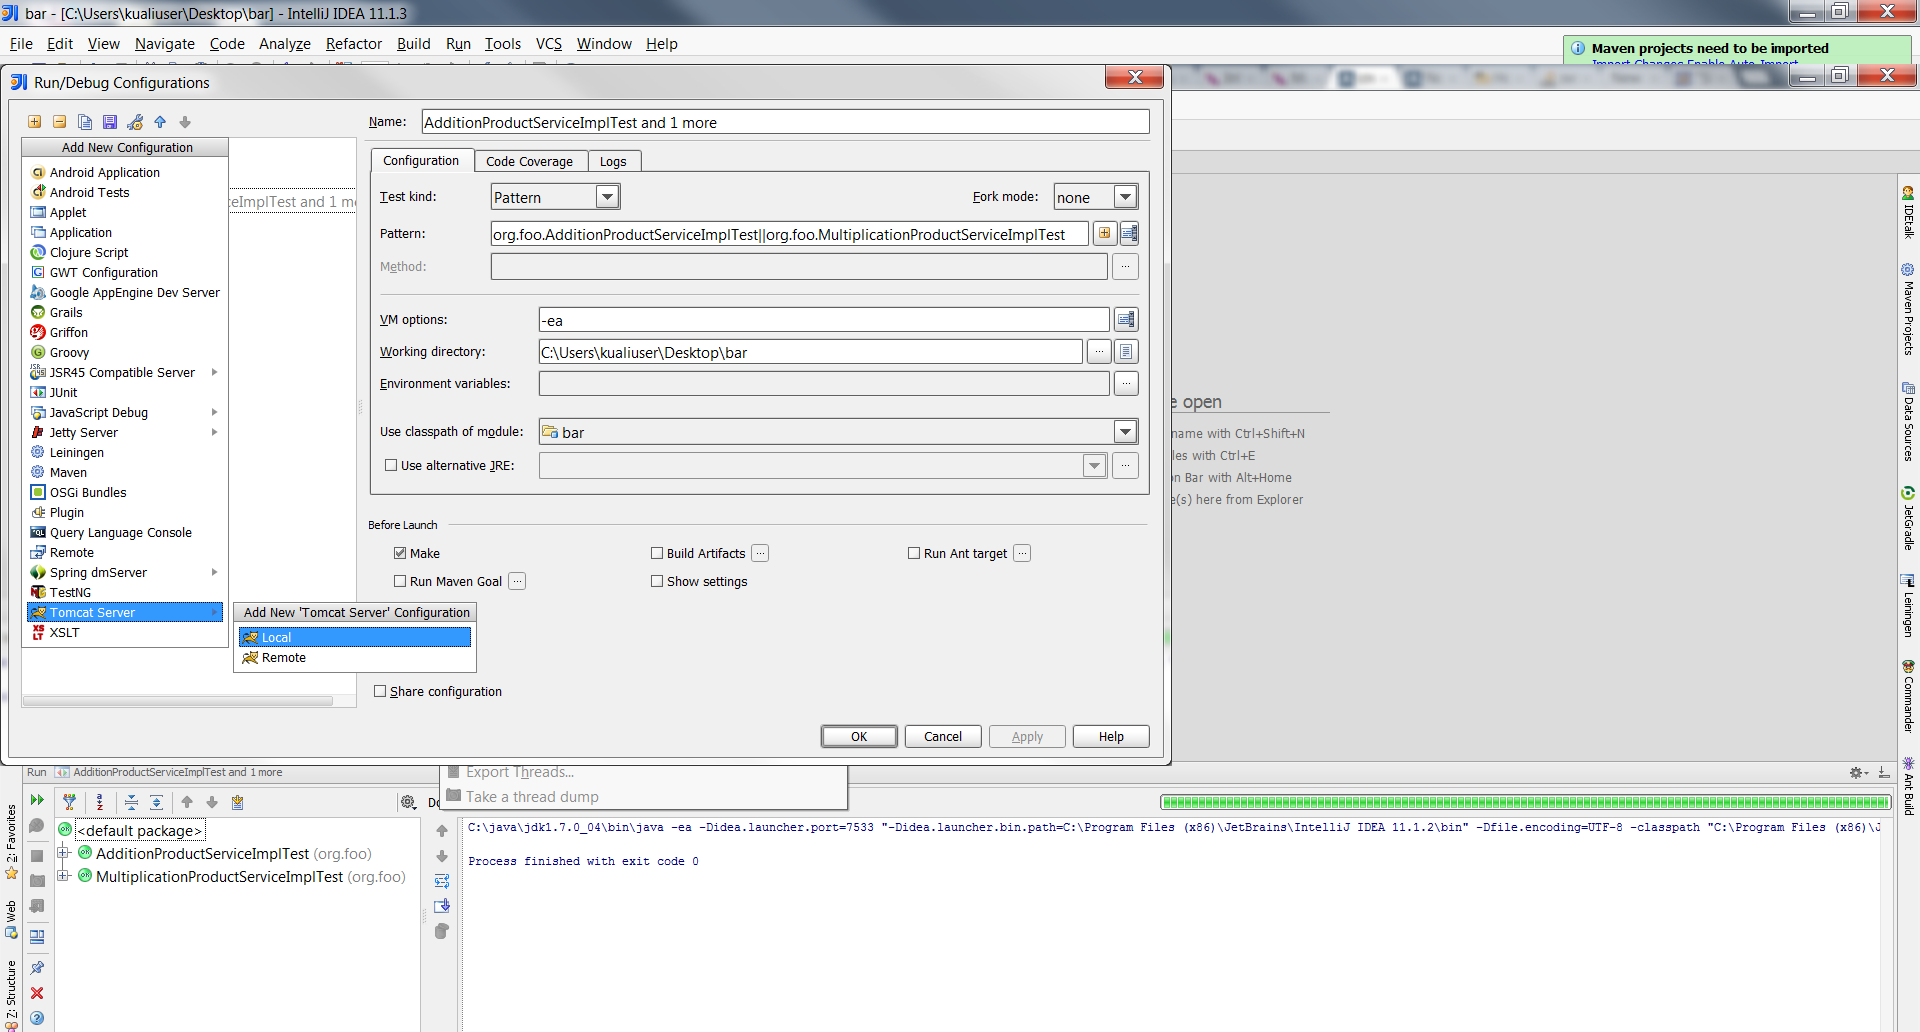 bar - [C:\Users\kualiuser\Desktop\bar] - IntelliJ IDEA 11.1.3
File Edit View Navigate Code Analyze Refactor Build Run Tools VCS Window Help
Maven projects need to be imported
Import Changes Enable Auto-Import
Run/Debug Configurations
Name: AdditionProductServiceImplTest and 1 more
Add New Configuration
Android Application
Android Tests
Applet
Application
Clojure Script
GWT Configuration
Google AppEngine Dev Server
Grails
Griffon
Groovy
JSR45 Compatible Server
JUnit
JavaScript Debug
Jetty Server
Leiningen
Maven
OSGi Bundles
Plugin
Query Language Console
Remote
Spring dmServer
TestNG
Tomcat Server
XSLT
ceImplTest and 1 mo
Add New 'Tomcat Server' Configuration
Local
Remote
Configuration Code Coverage Logs
Test kind: Pattern Fork mode: none
Pattern: org.foo.AdditionProductServiceImplTest||org.foo.MultiplicationProductServiceImplTest
Method:
VM options: -ea
Working directory: C:\Users\kualiuser\Desktop\bar
Environment variables:
Use classpath of module: bar
Use alternative JRE:
Before Launch
Make Build Artifacts Run Ant target
Run Maven Goal Show settings
Share configuration
OK Cancel Apply Help
e open
name with Ctrl+Shift+N
les with Ctrl+E
on Bar with Alt+Home
e(s) here from Explorer
IDEtalk
Maven Projects
Data Sources
JetGradle
Leiningen
Commander
Ant Build
Run AdditionProductServiceImplTest and 1 more
Export Threads...
Take a thread dump
Do
<default package>
AdditionProductServiceImplTest (org.foo)
MultiplicationProductServiceImplTest (org.foo)
C:\java\jdk1.7.0_04\bin\java -ea -Didea.launcher.port=7533 "-Didea.launcher.bin.path=C:\Program Files (x86)\JetBrains\IntelliJ IDEA 11.1.2\bin" -Dfile.encoding=UTF-8 -classpath "C:\Program Files (x86)\J
Process finished with exit code 0
2: Favorites
Web
Z: Structure